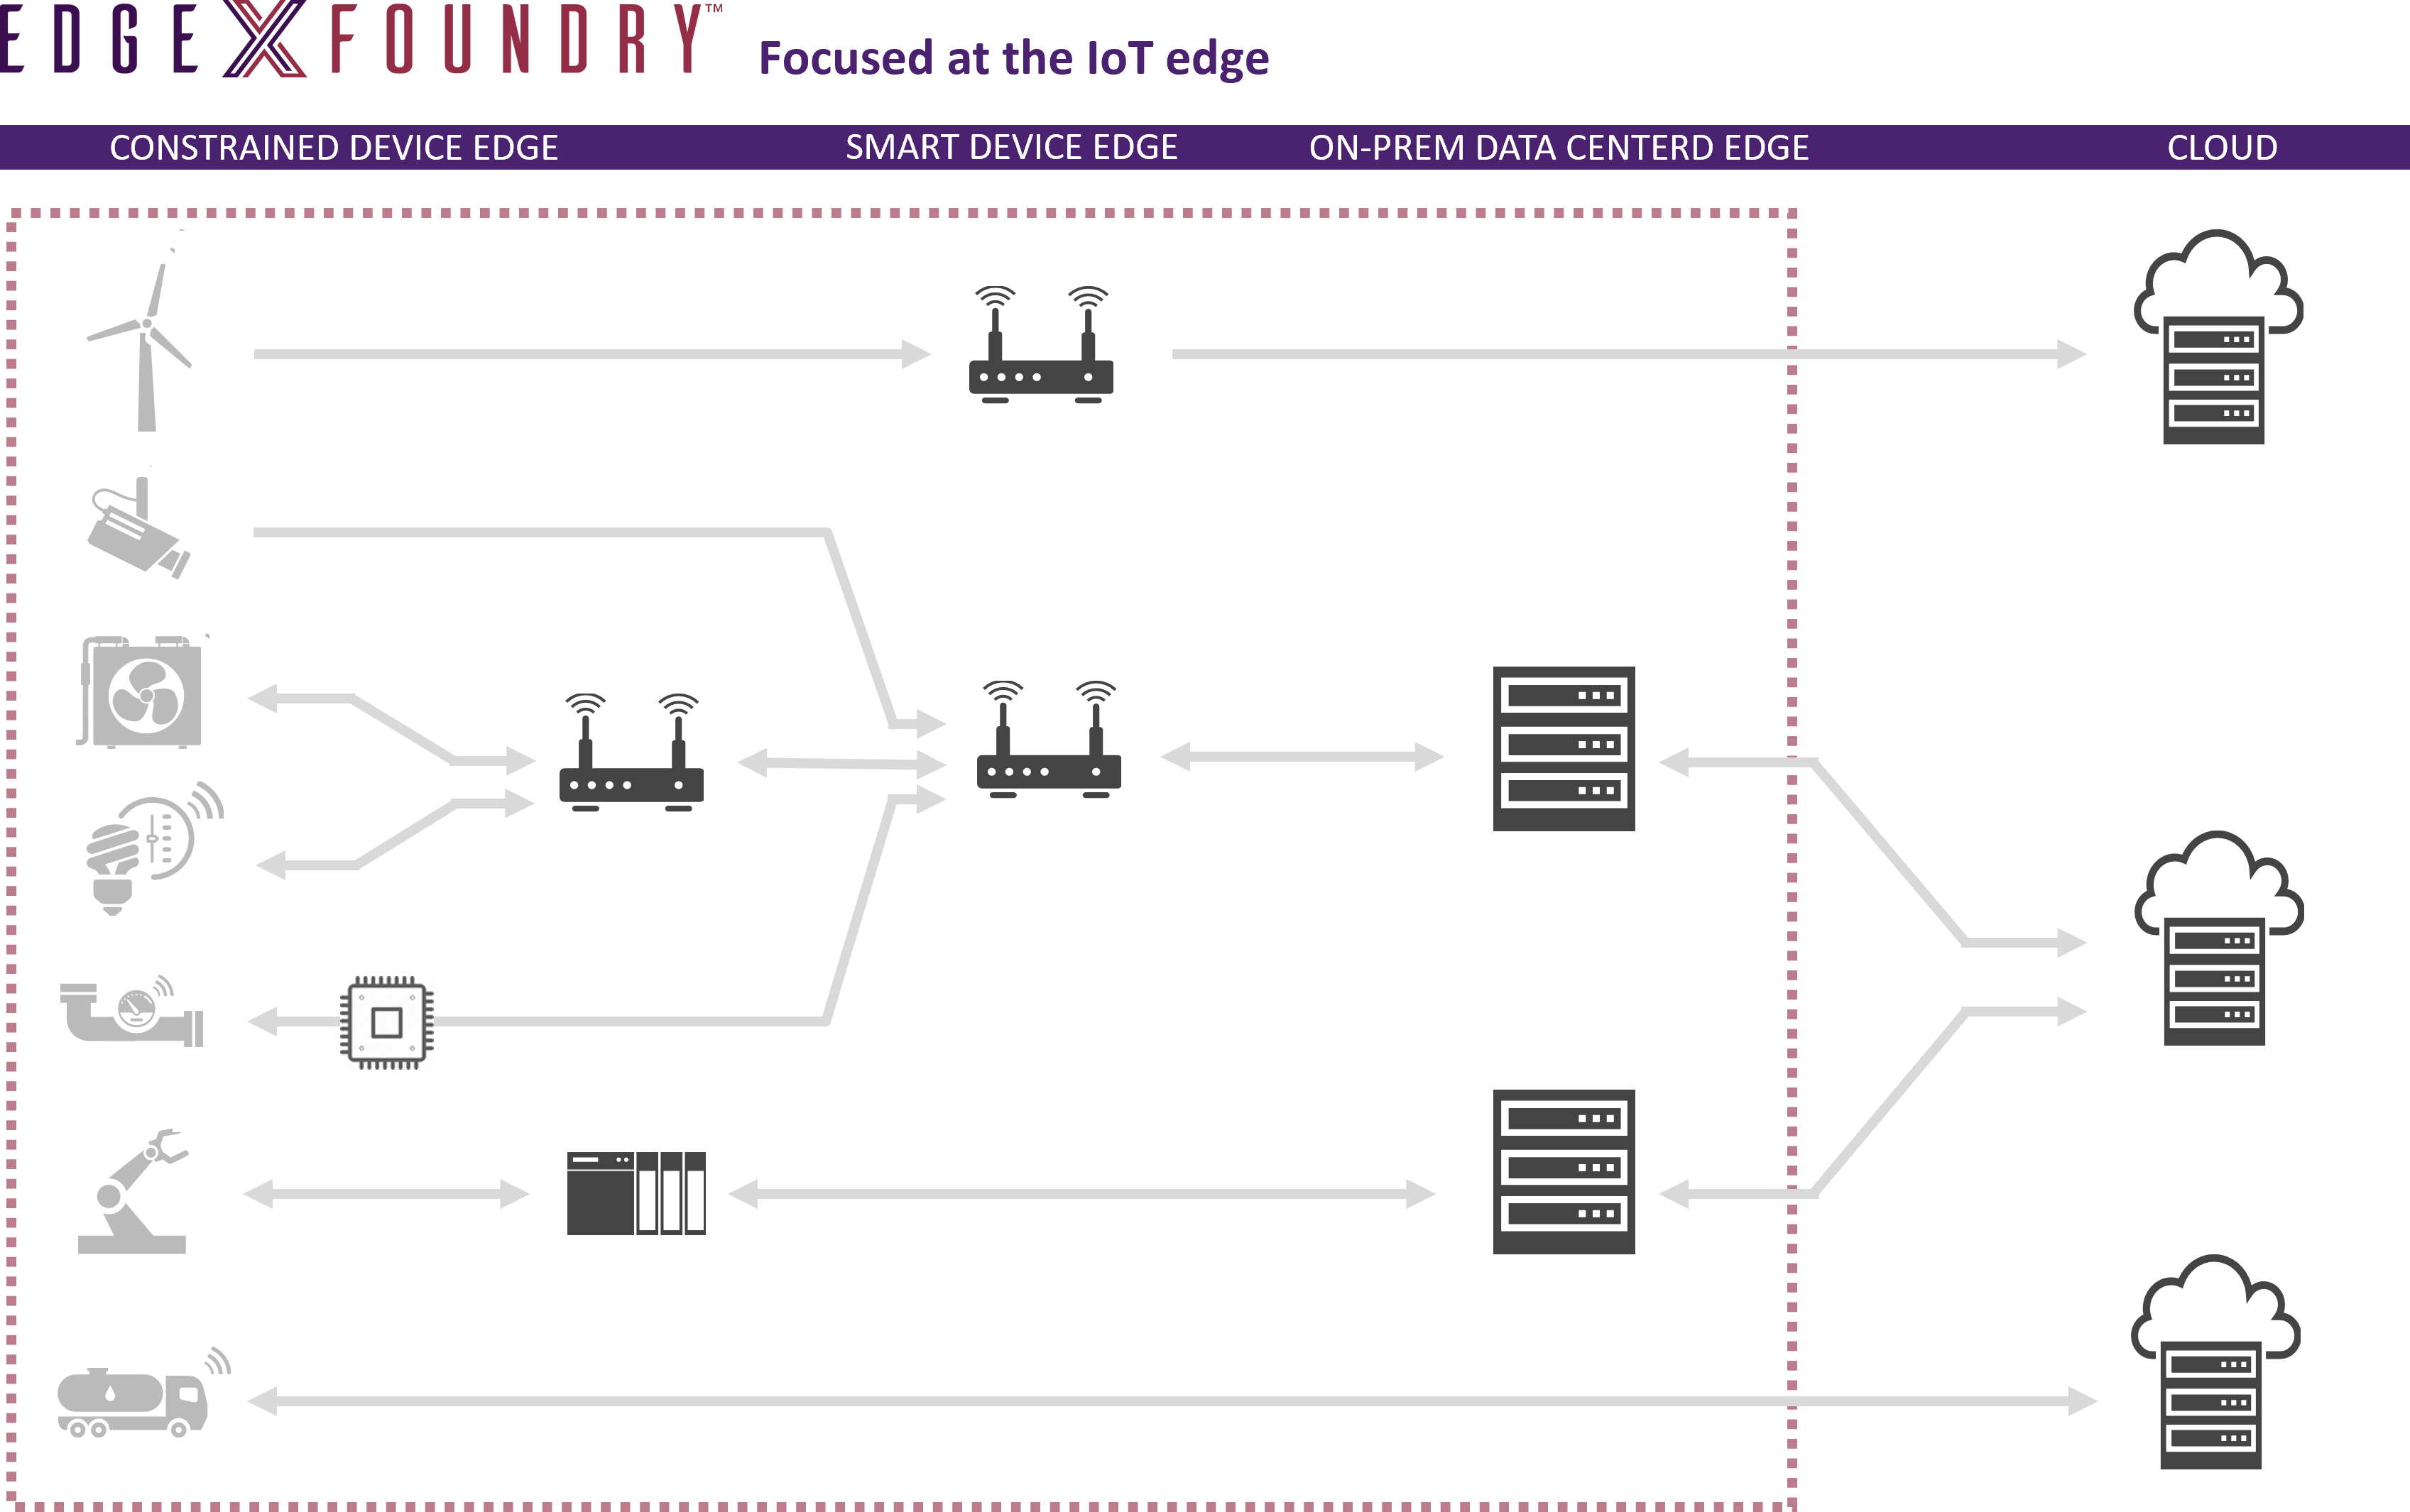 EDGE X FOUNDRY™
Focused at the IoT edge
CONSTRAINED DEVICE EDGE
SMART DEVICE EDGE
ON-PREM DATA CENTERD EDGE
CLOUD